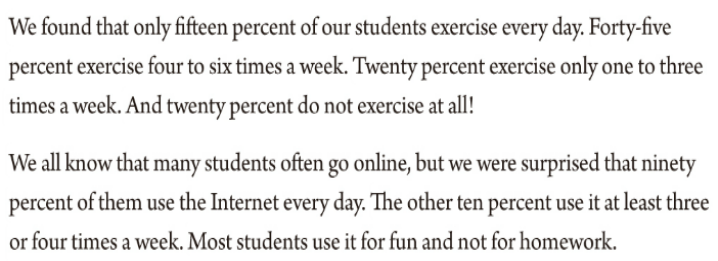 We found that only fifteen percent of our students exercise every day. Forty-five
percent exercise four to six times a week. Twenty percent exercise only one to three
times a week. And twenty percent do not exercise at all!
We all know that many students often go online, but we were surprised that ninety
percent of them use the Internet every day. The other ten percent use it at least three
or four times a week. Most students use it for fun and not for homework.